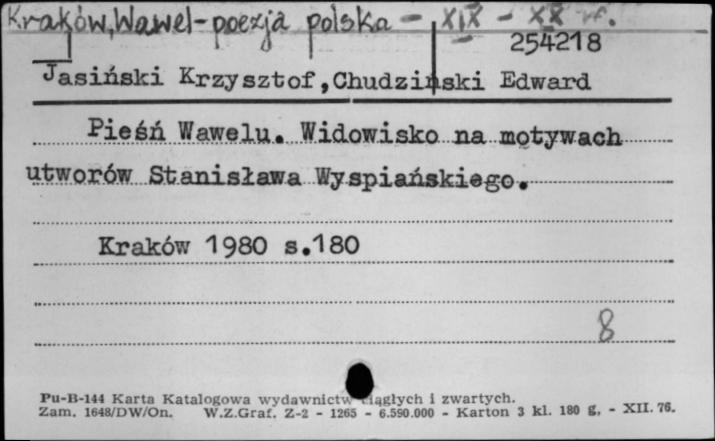 Kraków, Wawel - poezja polska - XIX - XX w.
254218
Jasiński Krzysztof, Chudziński Edward
Pieśń Wawelu. Widowisko na motywach
utworów Stanisława Wyspiańskiego.
Kraków 1980 s.180
8
Pu-B-144 Karta Katalogowa wydawnictw ciągłych i zwartych.
Zam. 1648/DW/On. W.Z.Graf. Z-2 - 1265 - 6.590.000 - Karton 3 kl. 180 g, - XII. 76.